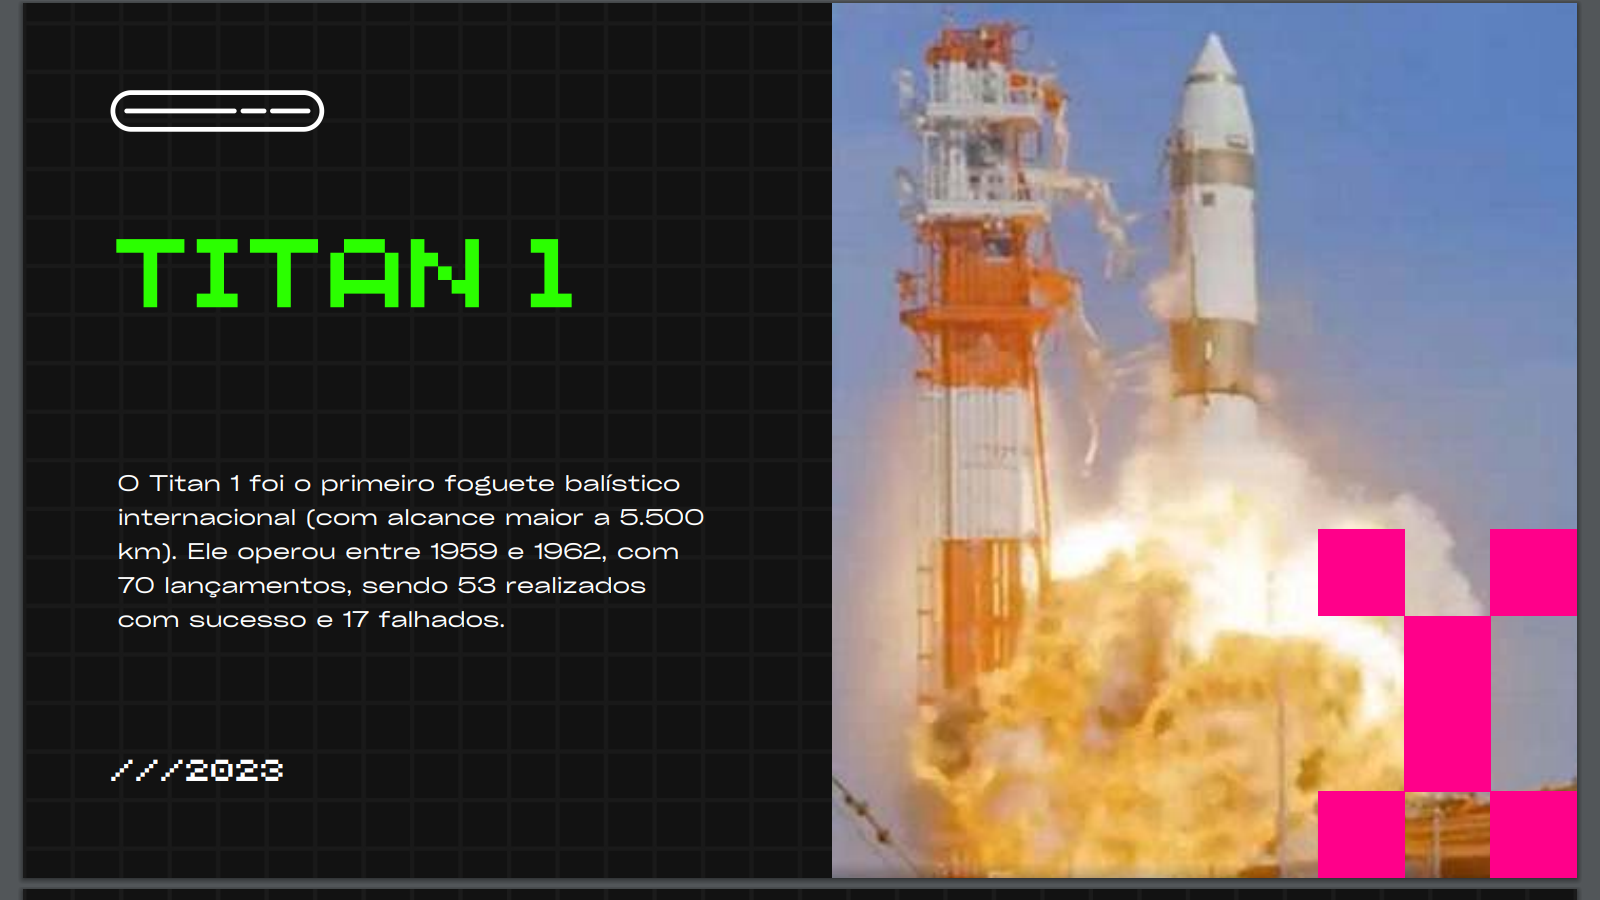 TITAN 1
O Titan 1 foi o primeiro foguete balístico
internacional (com alcance maior a 5.500
km). Ele operou entre 1959 e 1962, com
70 lançamentos, sendo 53 realizados
com sucesso e 17 falhados.
///2023